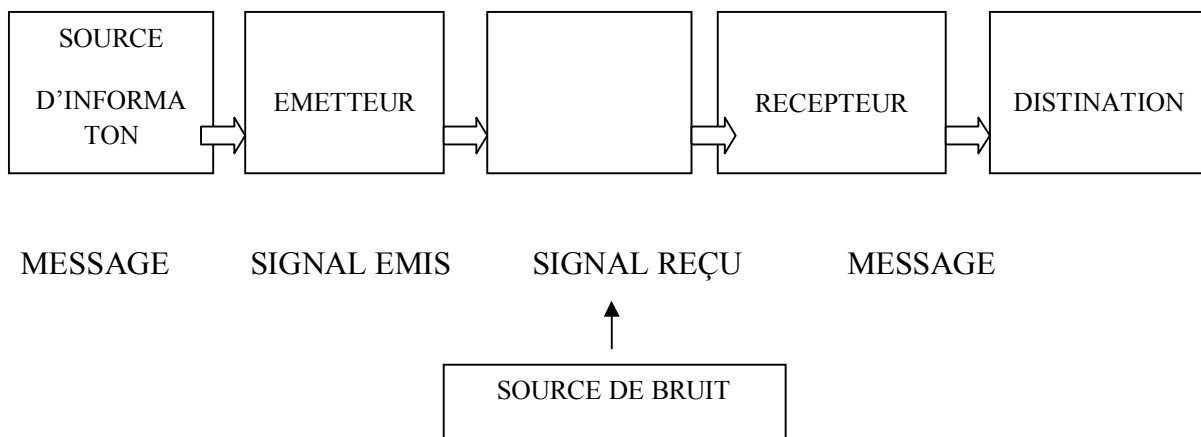 SOURCE
D'INFORMA
TON
EMETTEUR
RECEPTEUR
DISTINATION
MESSAGE
SIGNAL EMIS
SIGNAL REÇU
MESSAGE
SOURCE DE BRUIT